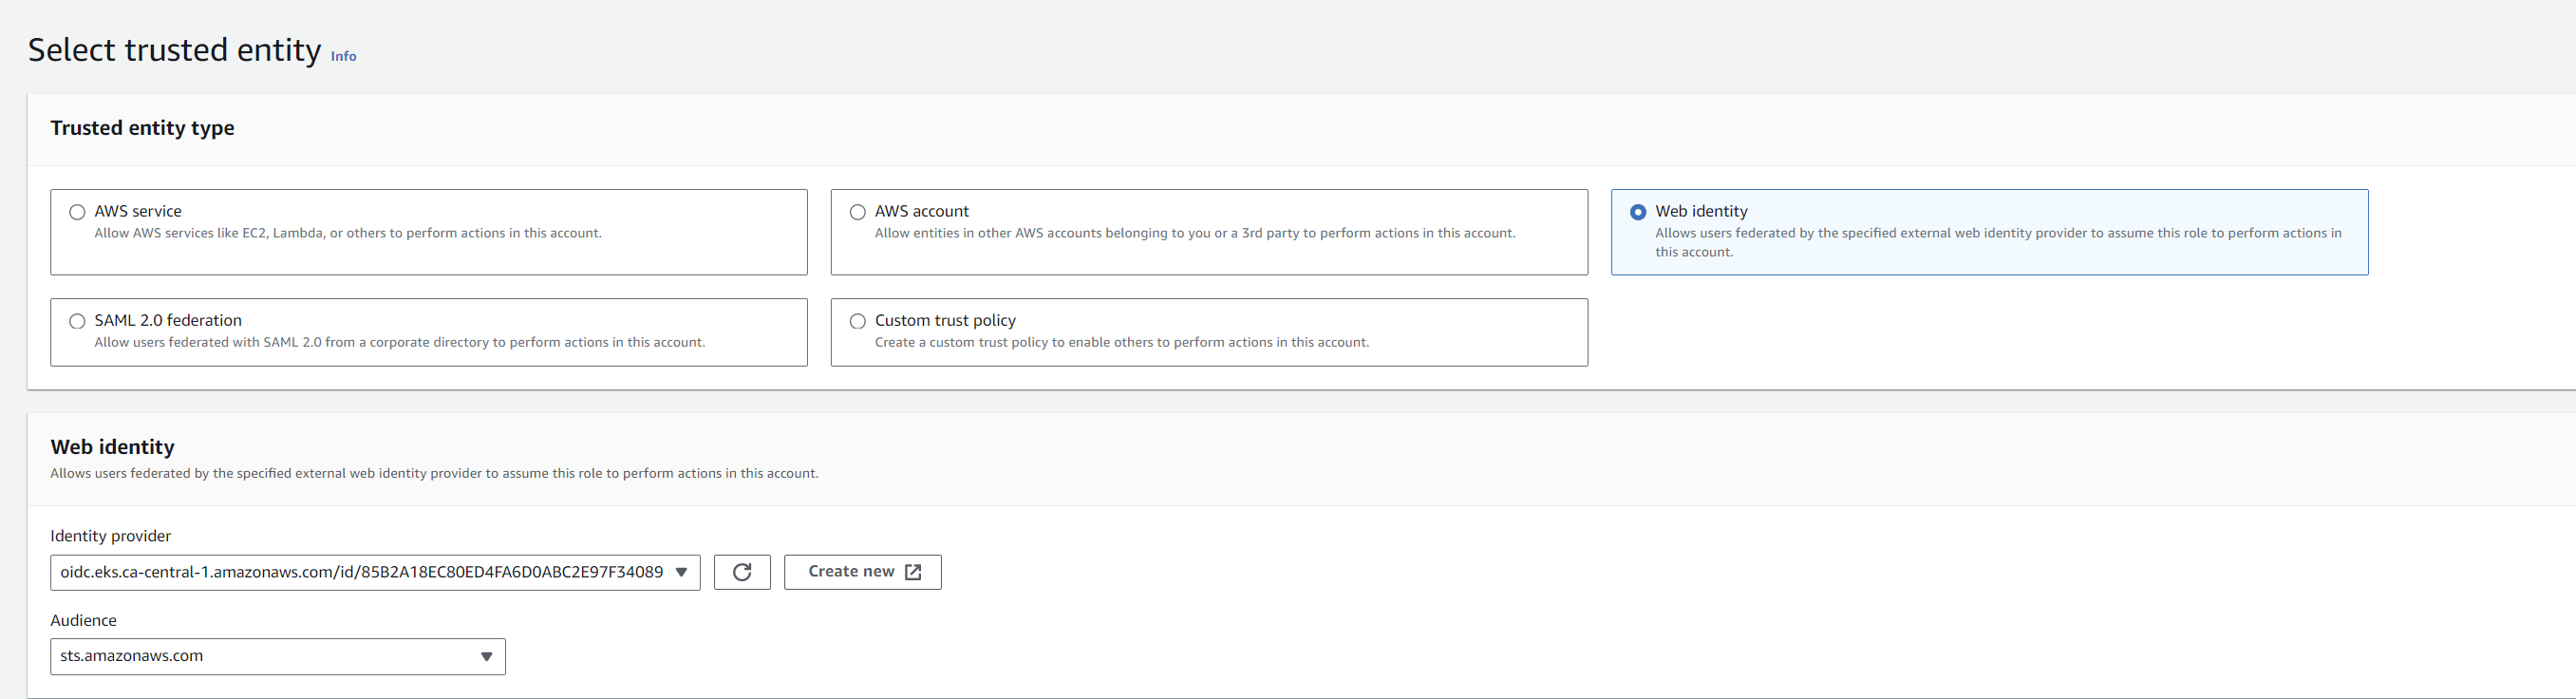 Select trusted entity Info
Trusted entity type
AWS service
Allow AWS services like EC2, Lambda, or others to perform actions in this account.
AWS account
Allow entities in other AWS accounts belonging to you or a 3rd party to perform actions in this account.
Web identity
Allows users federated by the specified external web identity provider to assume this role to perform actions in
this account.
SAML 2.0 federation
Allow users federated with SAML 2.0 from a corporate directory to perform actions in this account.
Custom trust policy
Create a custom trust policy to enable others to perform actions in this account.
Web identity
Allows users federated by the specified external web identity provider to assume this role to perform actions in this account.
Identity provider
oidc.eks.ca-central-1.amazonaws.com/id/85B2A18EC80ED4FA6D0ABC2E97F34089
Create new
Audience
sts.amazonaws.com